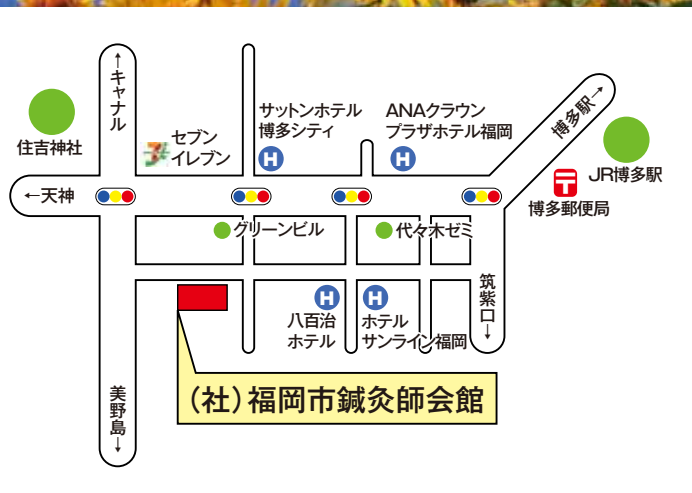 ←キャナル
住吉神社
セブン
イレブン
サットンホテル
博多シティ
H
ANAクラウン
プラザホテル福岡
H
博多駅→
JR博多駅
博多郵便局
←天神
グリーンビル
代々木ゼミ
筑紫口→
H
八百治
ホテル
H
ホテル
サンライン福岡
美野島→
(社)福岡市鍼灸師会館